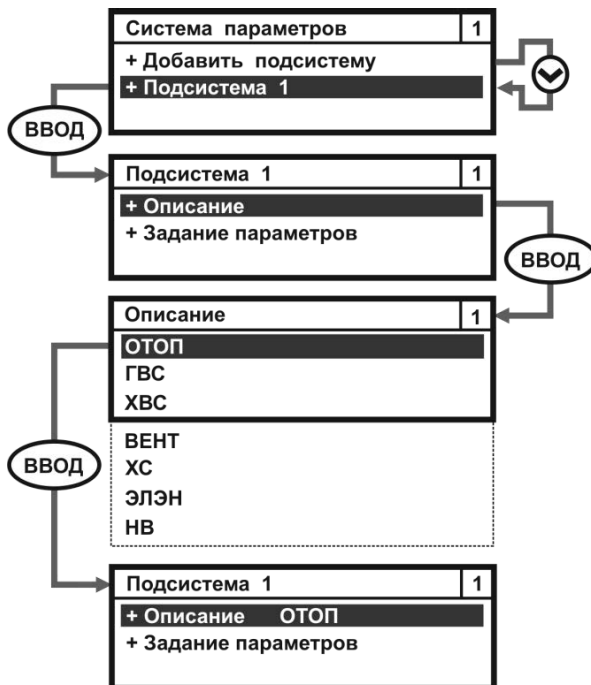 Система параметров 1
+ Добавить подсистему
+ Подсистема 1
ВВОД
Подсистема 1 1
+ Описание
+ Задание параметров
ВВОД
Описание 1
ОТОП
ГВС
ХВС
ВЕНТ
ХС
ЭЛЭН
НВ
ВВОД
Подсистема 1 1
+ Описание ОТОП
+ Задание параметров